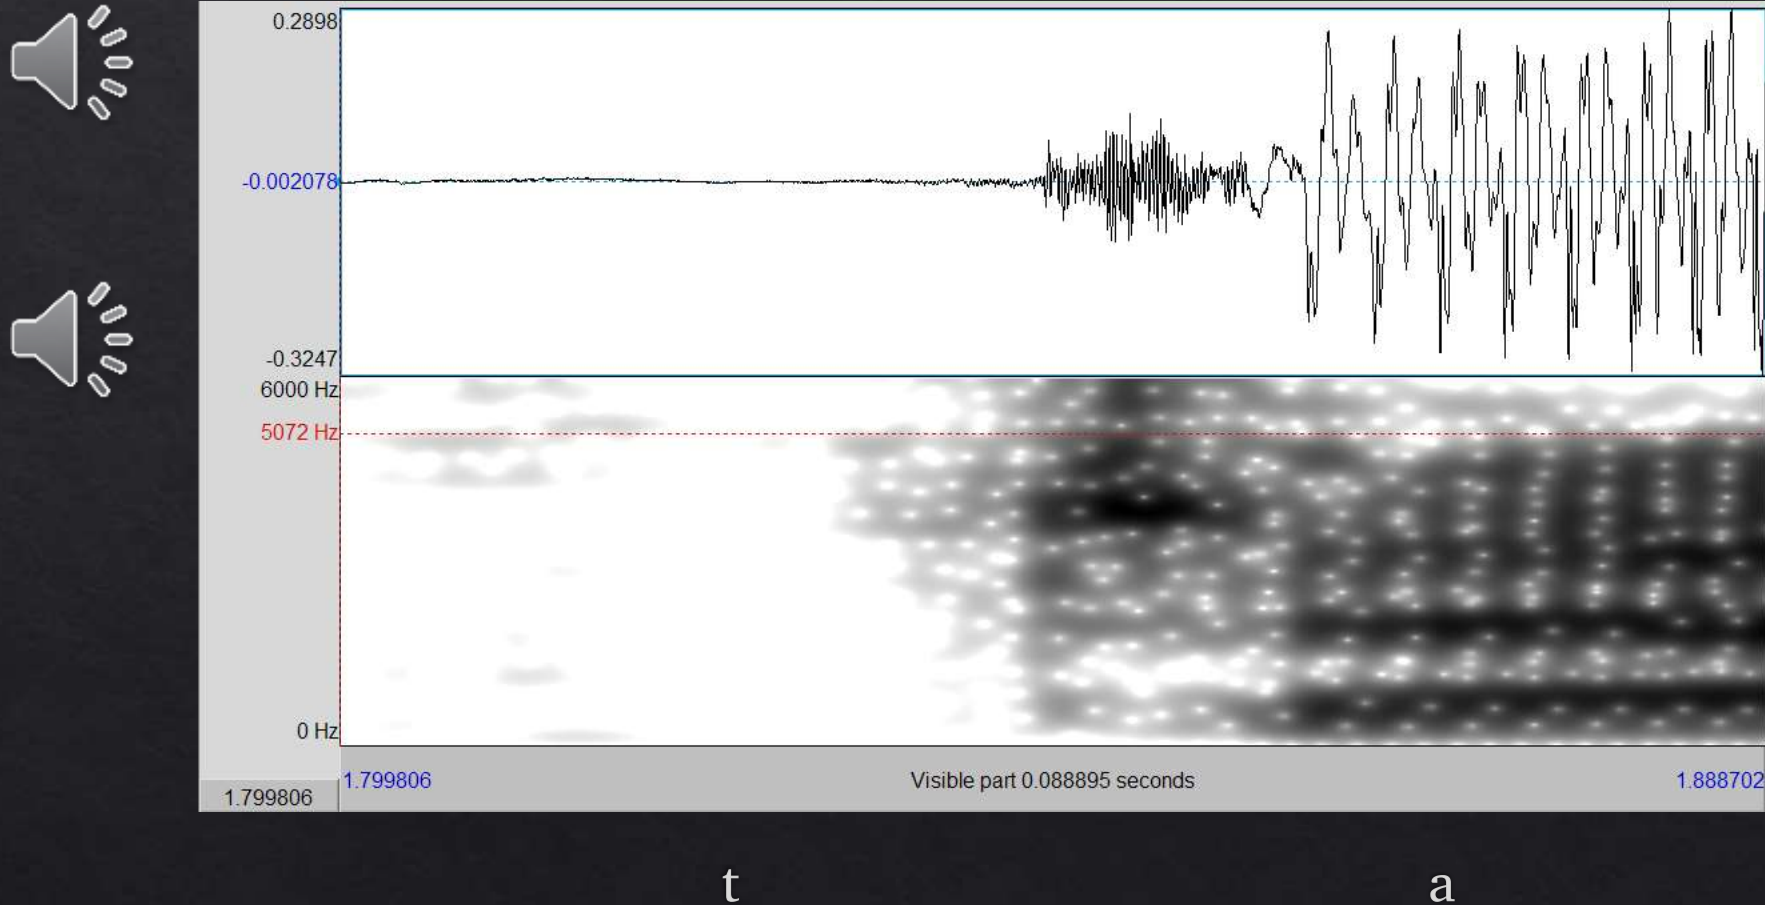 0.2898
-0.002078
-0.3247
6000 Hz
5072 Hz
0 Hz
1.799806 Visible part 0.088895 seconds 1.888702
1.799806
t a